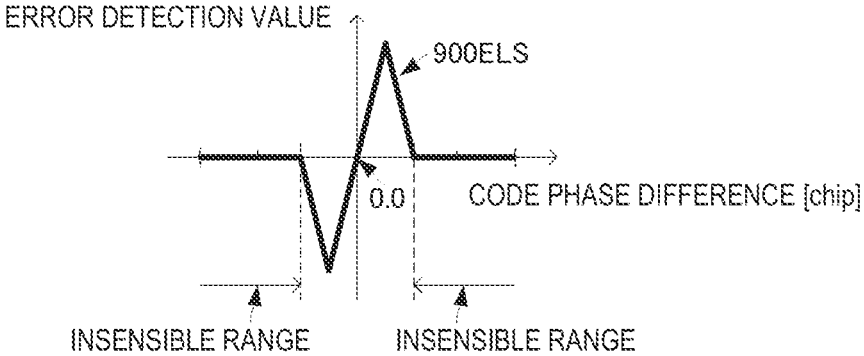 ERROR DETECTION VALUE
900ELS
0.0
CODE PHASE DIFFERENCE [chip]
INSENSIBLE RANGE
INSENSIBLE RANGE